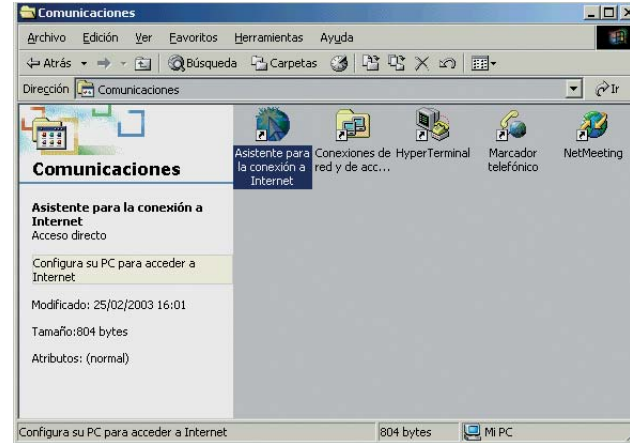 Comunicaciones
Archivo Edición Ver Favoritos Herramientas Ayuda
Atrás Búsqueda Carpetas
Dirección Comunicaciones Ir
Comunicaciones
Asistente para la conexión a
Internet
Acceso directo
Configura su PC para acceder a
Internet
Modificado: 25/02/2003 16:01
Tamaño:804 bytes
Atributos: (normal)
Asistente para
la conexión a
Internet
Conexiones de
red y de acc...
HyperTerminal
Marcador
telefónico
NetMeeting
Configura su PC para acceder a Internet 804 bytes Mi PC